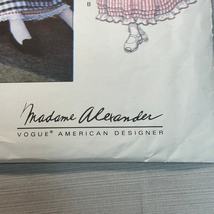 B
Madame Alexander
VOGUE® AMERICAN DESIGNER